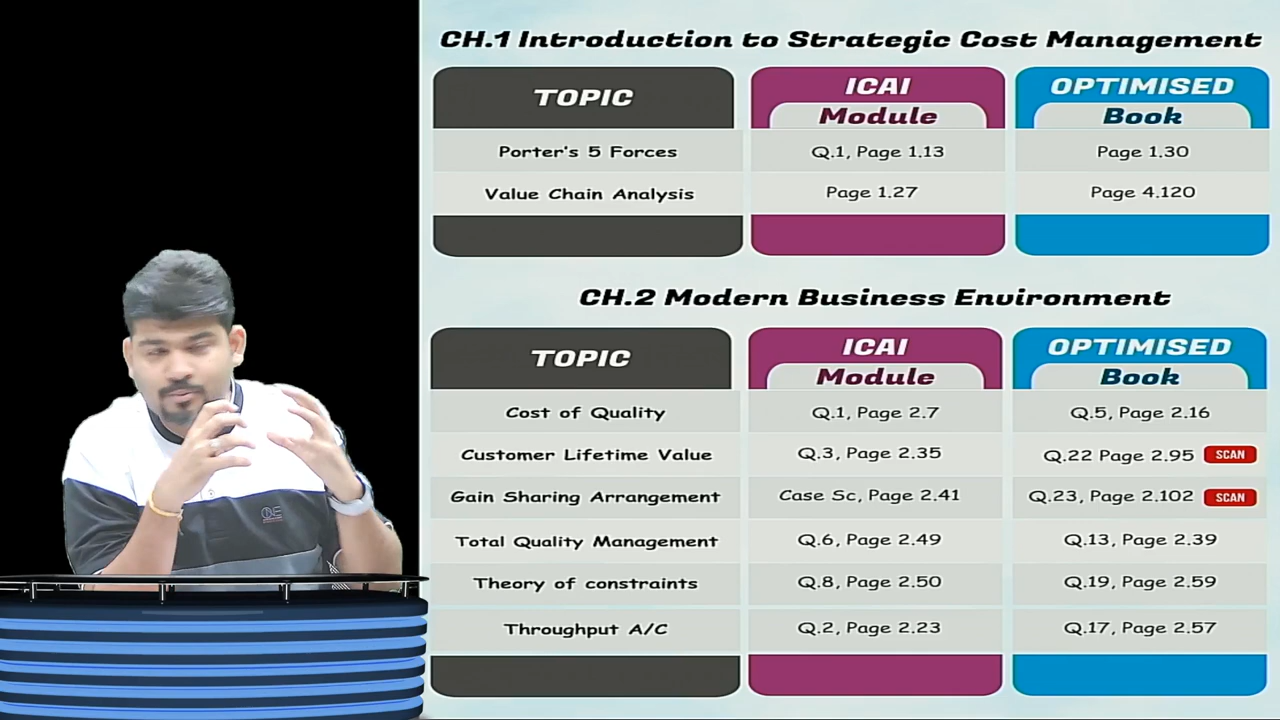 CH.1 Introduction to Strategic Cost Management
TOPIC ICAI Module OPTIMISED Book
Porter's 5 Forces Q.1, Page 1.13 Page 1.30
Value Chain Analysis Page 1.27 Page 4.120
CH.2 Modern Business Environment
TOPIC ICAI Module OPTIMISED Book
Cost of Quality Q.1, Page 2.7 Q.5, Page 2.16
Customer Lifetime Value Q.3, Page 2.35 Q.22 Page 2.95 SCAN
Gain Sharing Arrangement Case Sc, Page 2.41 Q.23, Page 2.102 SCAN
Total Quality Management Q.6, Page 2.49 Q.13, Page 2.39
Theory of constraints Q.8, Page 2.50 Q.19, Page 2.59
Throughput A/C Q.2, Page 2.23 Q.17, Page 2.57